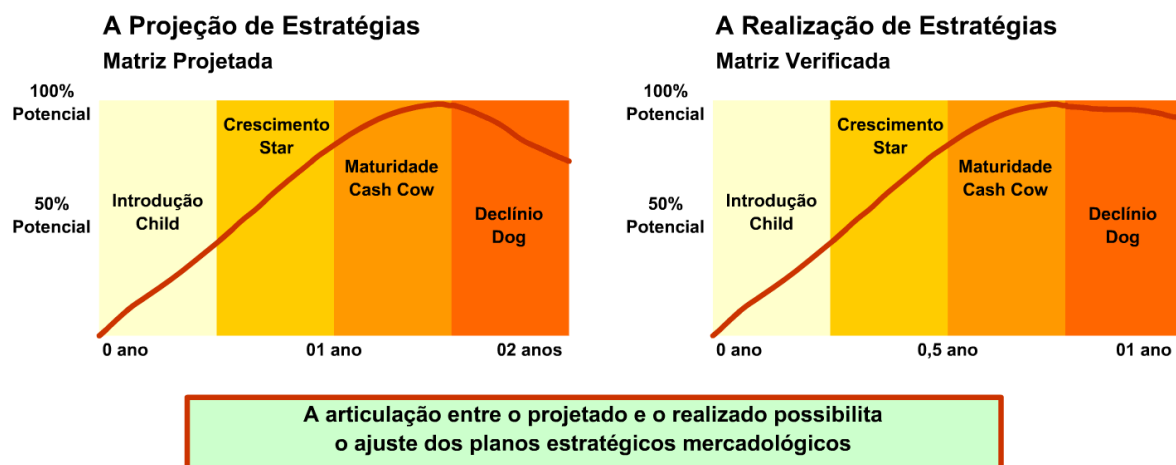 A Projeção de Estratégias
Matriz Projetada
100%
Potencial
50%
Potencial
Introdução
Child
Crescimento
Star
Maturidade
Cash Cow
Declínio
Dog
0 ano
01 ano
02 anos
A Realização de Estratégias
Matriz Verificada
100%
Potencial
50%
Potencial
Introdução
Child
Crescimento
Star
Maturidade
Cash Cow
Declínio
Dog
0 ano
0,5 ano
01 ano
A articulação entre o projetado e o realizado possibilita
o ajuste dos planos estratégicos mercadológicos